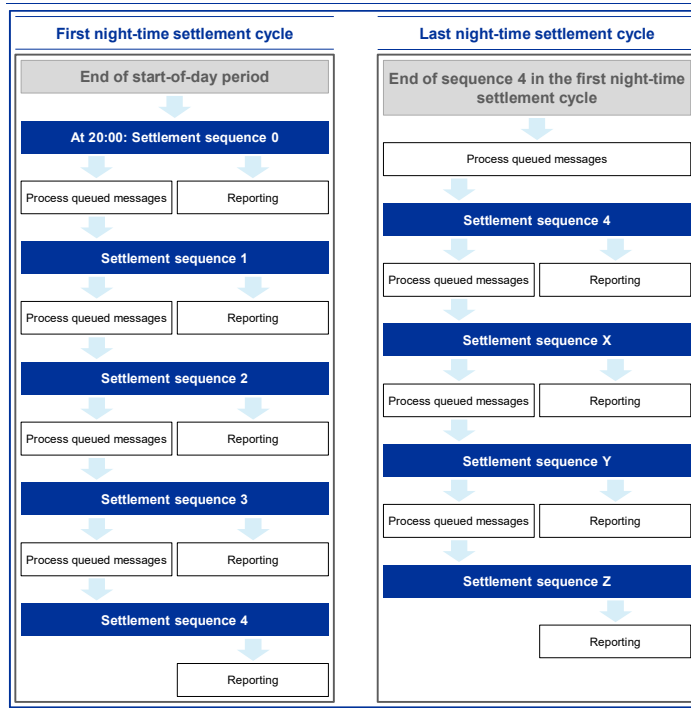 First night-time settlement cycle
End of start-of-day period
At 20:00: Settlement sequence 0
Process queued messages
Reporting
Settlement sequence 1
Process queued messages
Reporting
Settlement sequence 2
Process queued messages
Reporting
Settlement sequence 3
Process queued messages
Reporting
Settlement sequence 4
Reporting
Last night-time settlement cycle
End of sequence 4 in the first night-time
settlement cycle
Process queued messages
Settlement sequence 4
Process queued messages
Reporting
Settlement sequence X
Process queued messages
Reporting
Settlement sequence Y
Process queued messages
Reporting
Settlement sequence Z
Reporting